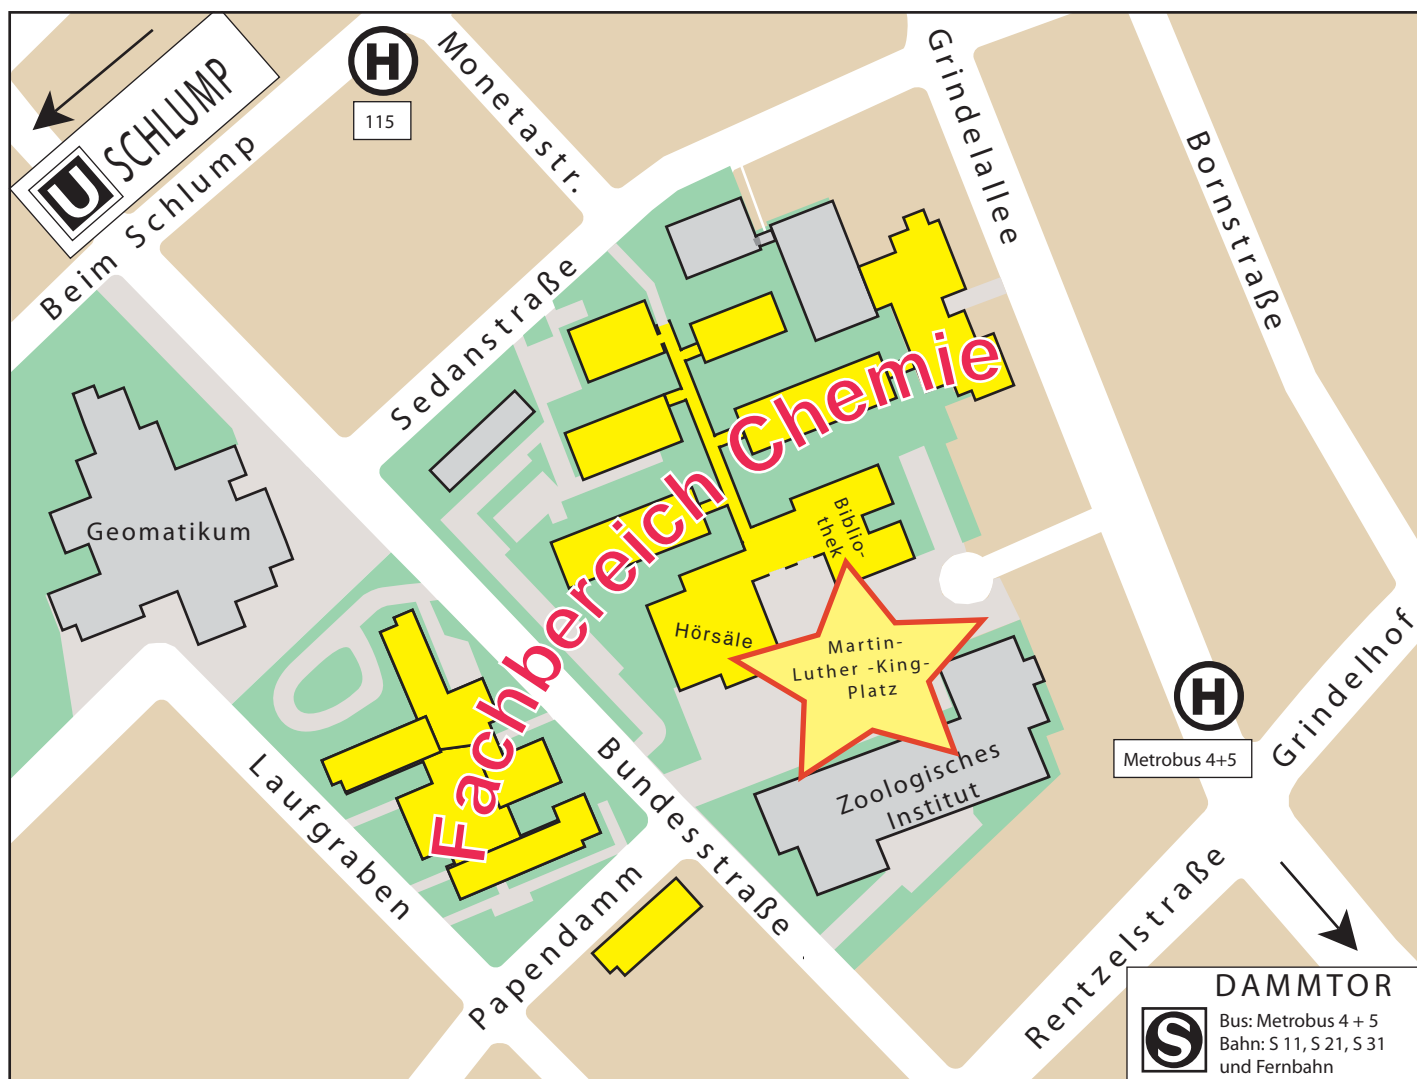 U SCHLUMP
H
115
Monetastr.
Grindelallee
Bornstraße
Beim Schlump
Sedanstraße
Fachbereich Chemie
Geomatikum
Biblio-
thek
Hörsäle
Martin-
Luther -King-
Platz
H
Metrobus 4+5
Grindelhof
Zoologisches
Institut
Laufgraben
Bundesstraße
Papendamm
Rentzelstraße
DAMMTOR
S
Bus: Metrobus 4 + 5
Bahn: S 11, S 21, S 31
und Fernbahn